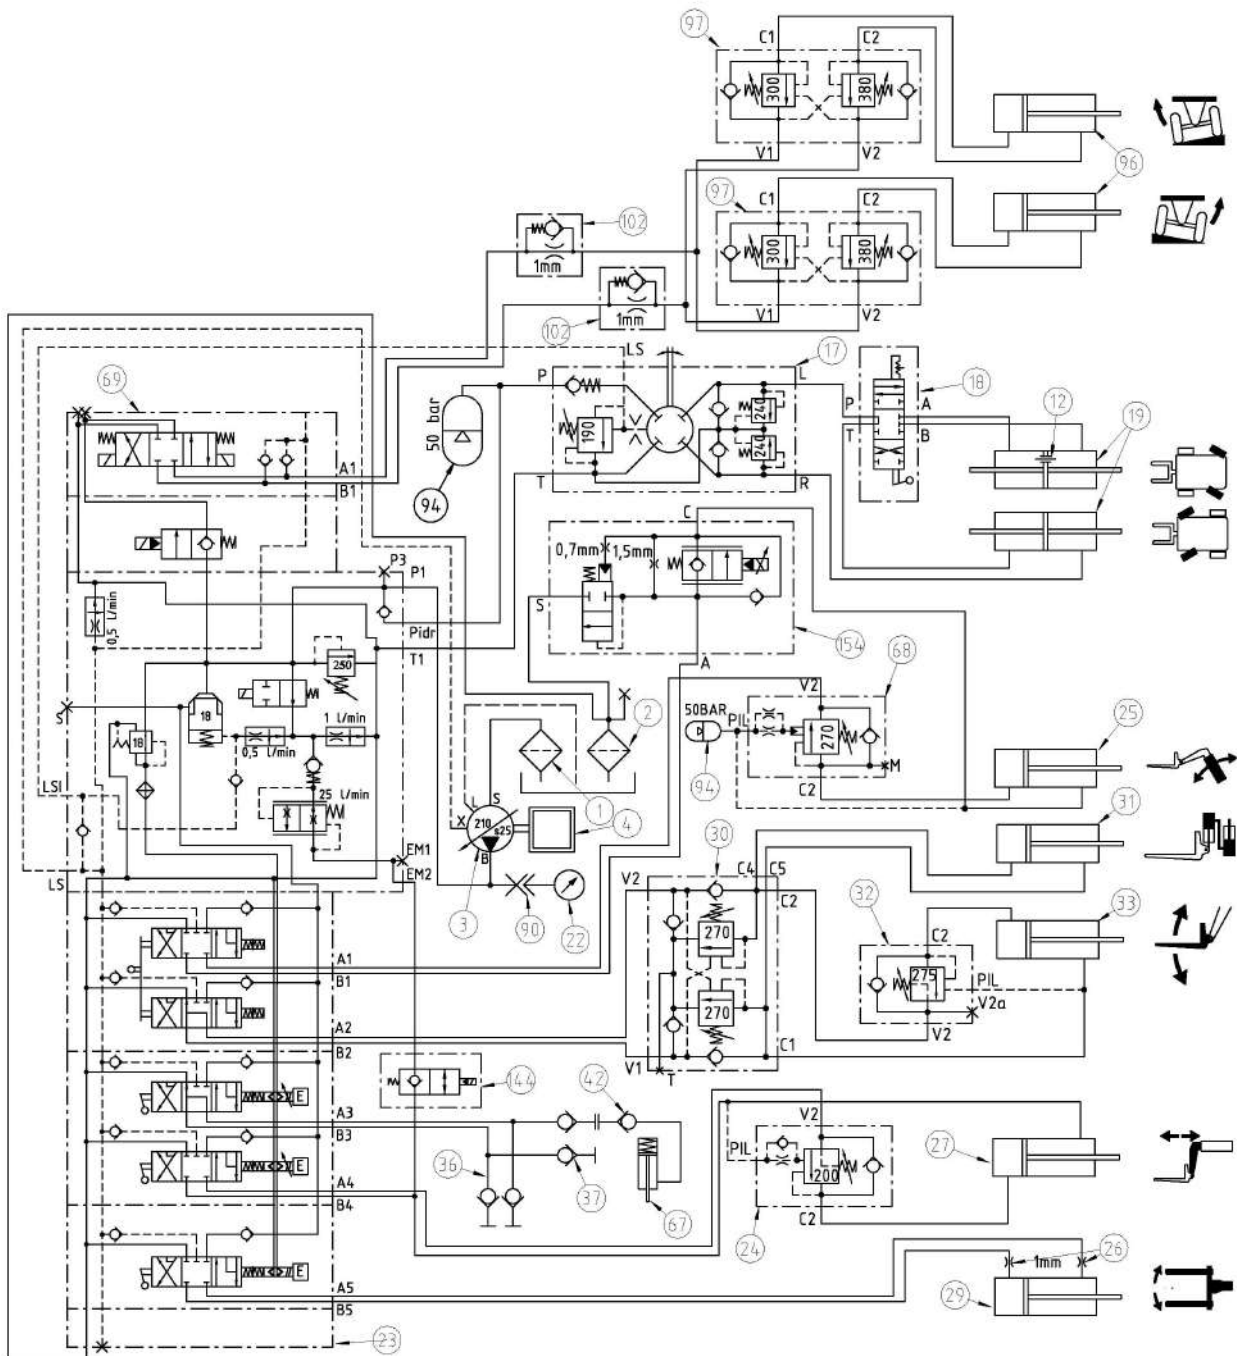 97
C1
C2
300
380
V1
V2
96
97
C1
C2
300
380
V1
V2
102
1mm
102
1mm
LS
17
69
50 bar
P
L
190
240
240
T
R
94
18
P
A
T
B
12
19
A1
B1
C
0,7mm
1,5mm
P3
P1
S
0,5 l/min
Pidr
T1
154
A
68
250
V2
S
18
50BAR
PIL
2
25
1 l/min
270
0,5 l/min
18
94
M
C2
LS1
25 l/min
L
S
X
210
s25
1
4
31
B
30
EM1
EM2
LS
V2
C4
C5
C2
32
33
3
90
22
270
C2
275
PIL
V2a
A1
B1
270
V2
A2
C1
B2
V1
T
144
42
E
V2
A3
B3
PIL
36
27
E
37
200
A4
B4
67
24
C2
26
1mm
E
29
A5
B5
23